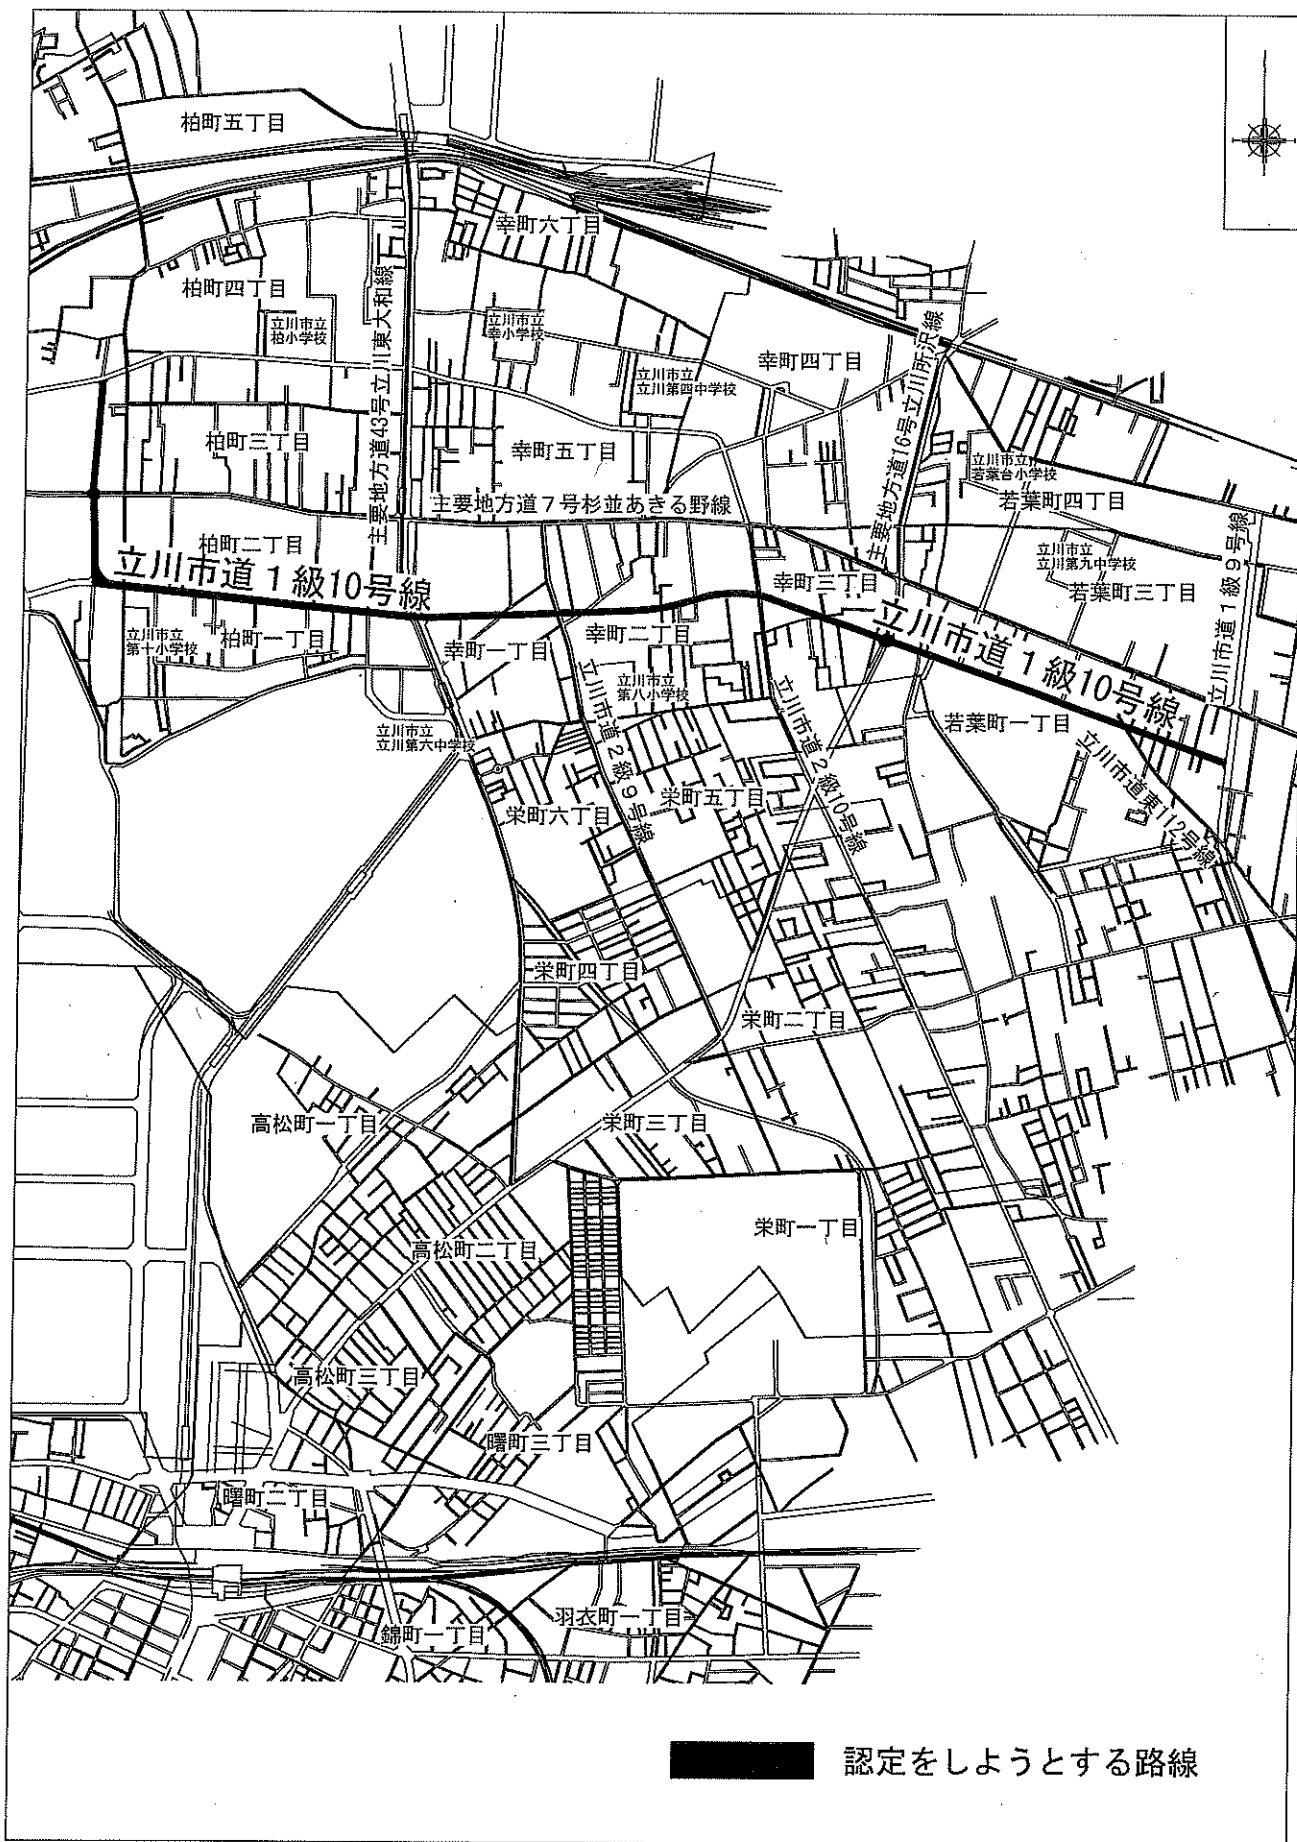 柏町五丁目
幸町六丁目
柏町四丁目
立川市立
柏小学校
主要地方道43号立川東大和線
立川市立
幸小学校
立川市立
立川第四中学校
幸町四丁目
主要地方道16号立川所沢線
柏町三丁目
幸町五丁目
立川市立
若葉台小学校
若葉町四丁目
主要地方道7号杉並あきる野線
柏町二丁目
立川市道1級10号線
幸町三丁目
立川市立
立川第九中学校
若葉町三丁目
立川市道1級9号線
立川市立
第十小学校
柏町一丁目
幸町一丁目
幸町二丁目
立川市道1級10号線
立川市立
第八小学校
立川市道2級9号線
立川市道2級10号線
若葉町一丁目
立川市立
立川第六中学校
立川市道東112号線
栄町六丁目
栄町五丁目
栄町四丁目
栄町二丁目
高松町一丁目
栄町三丁目
高松町二丁目
栄町一丁目
高松町三丁目
曙町三丁目
曙町二丁目
錦町一丁目
羽衣町一丁目
認定をしようとする路線